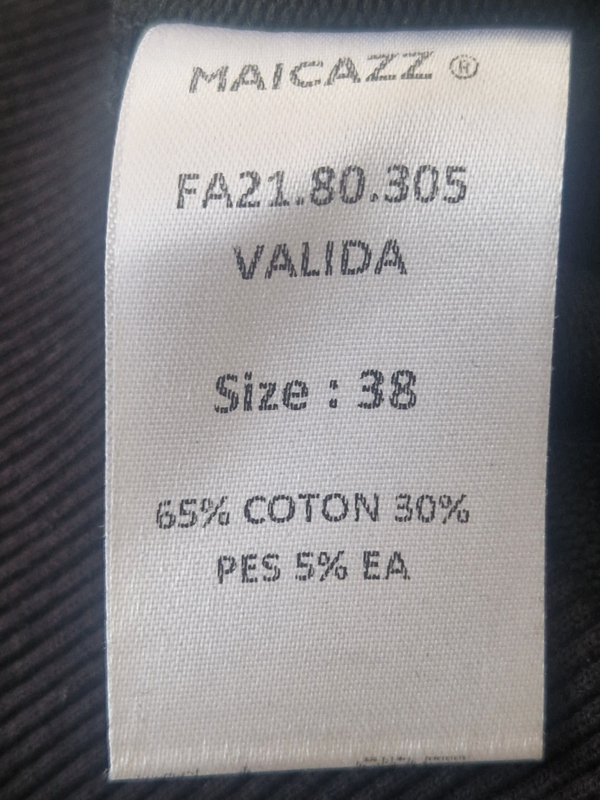 MAICAZZ ®
FA21.80.305
VALIDA
Size : 38
65% COTON 30%
PES 5% EA